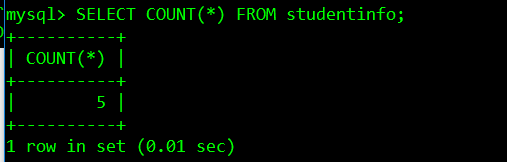 mysql> SELECT COUNT(*) FROM studentinfo;
+----------+
| COUNT(*) |
+----------+
|        5 |
+----------+
1 row in set (0.01 sec)